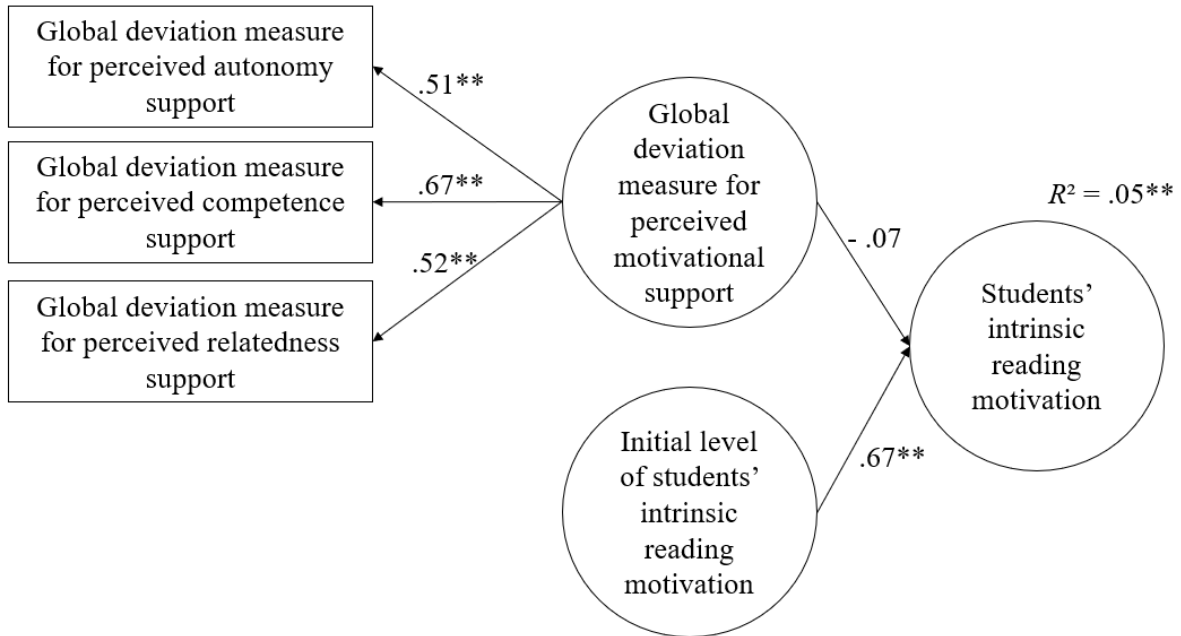 Global deviation measure
for perceived autonomy
support
Global deviation measure
for perceived competence
support
Global deviation measure
for perceived relatedness
support
.51**
.67**
.52**
Global
deviation
measure for
perceived
motivational
support
Initial level
of students’
intrinsic
reading
motivation
- .07
.67**
R² = .05**
Students’
intrinsic
reading
motivation